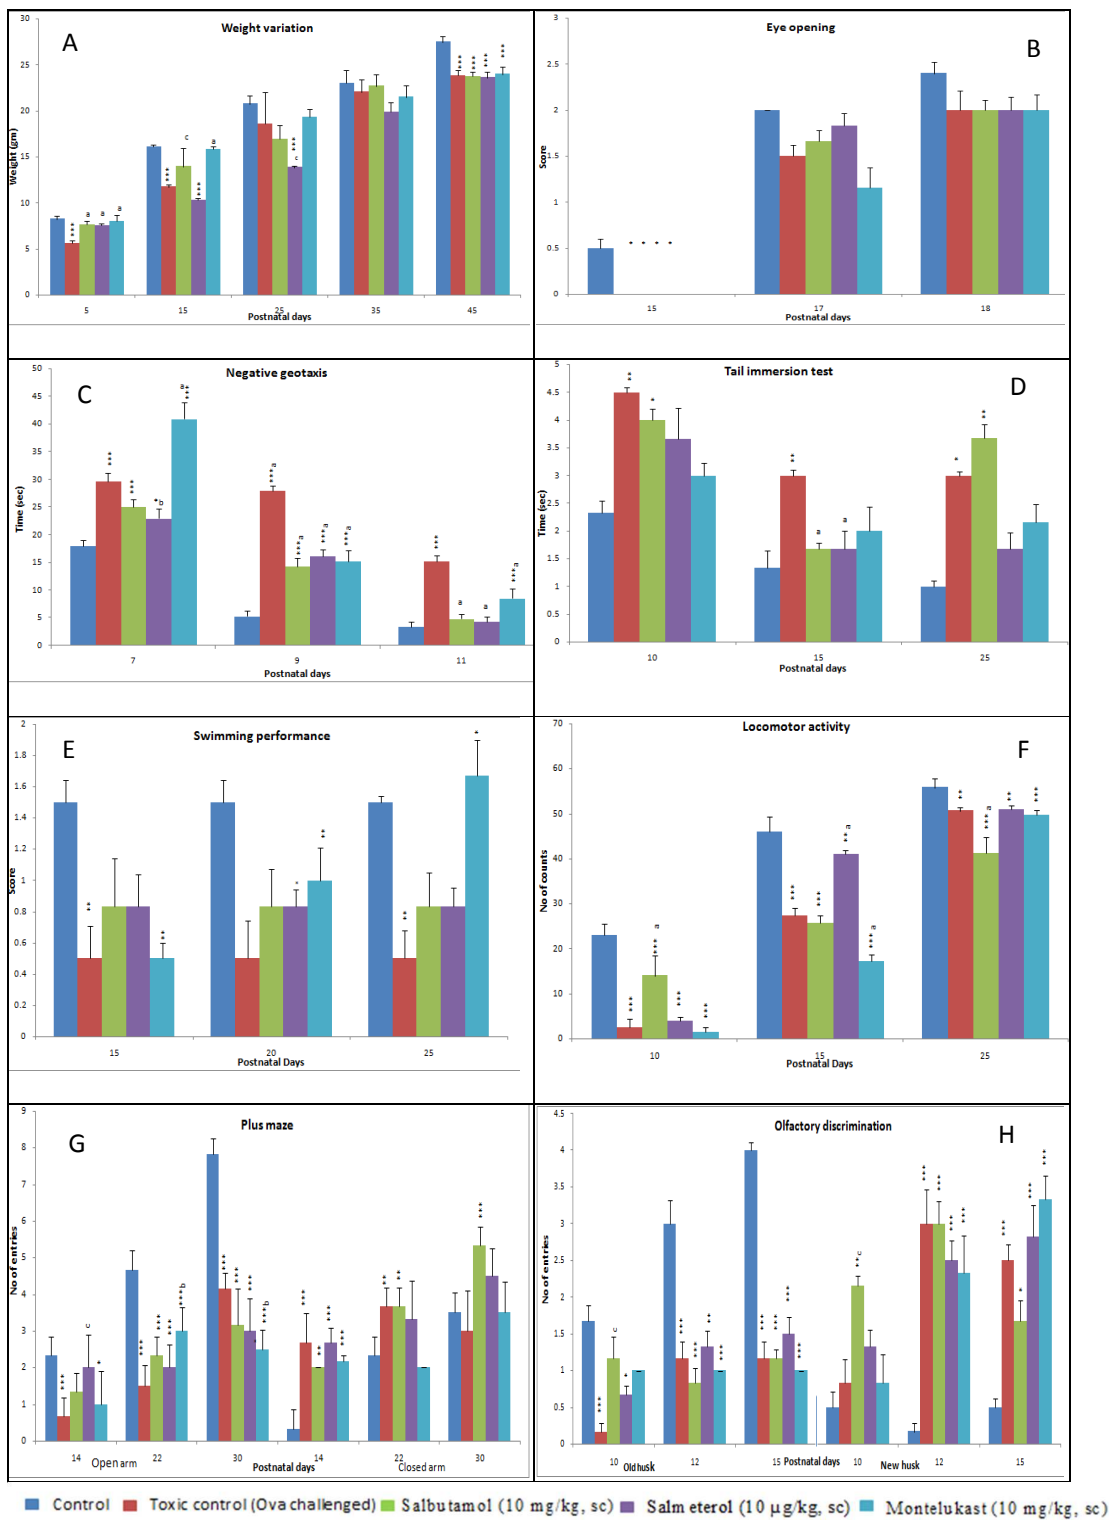 A
Weight variation
30
25
20
15
10
5
0
Weight (gm)
5 15 25 35 45
Postnatal days
*** a a a
*** c *** a
*** c
*** *** *** ***
B
Eye opening
3
2.5
2
1.5
1
0.5
0
Score
* * * *
15 17 18
Postnatal days
C
Negative geotaxis
50
45
40
35
30
25
20
15
10
5
0
Time (sec)
*** *** *b a***
***a ***a ***a ***a
*** a a ***a
7 9 11
Postnatal days
D
Tail immersion test
5
4.5
4
3.5
3
2.5
2
1.5
1
0.5
0
Time (sec)
** *
** a a
* **
10 15 25
Postnatal days
E
Swimming performance
2
1.8
1.6
1.4
1.2
1
0.8
0.6
0.4
0.2
0
Score
** **
* **
** *
15 20 25
Postnatal Days
F
Locomotor activity
70
60
50
40
30
20
10
0
No of counts
*** ***a *** ***
*** *** **a ***a
** ***a ** ***
10 15 25
Postnatal Days
G
Plus maze
9
8
7
6
5
4
3
2
1
0
No of entries
*** c *
*** *** *** ***b
*** *** *** ***b
*** ** *** ***
** **
***
14 22 30 14 22 30
Open arm Postnatal days Closed arm
H
Olfactory discrimination
4.5
4
3.5
3
2.5
2
1.5
1
0.5
0
No of entries
*** c *
*** *** ** ***
*** *** *** ***
**c
*** *** *** ***
*** * *** ***
10 12 15 10 12 15
Old husk Postnatal days New husk
Control Toxic control (Ova challenged) Salbutamol (10 mg/kg, sc) Salm eterol (10 µg/kg, sc) Montelukast (10 mg/kg, sc)